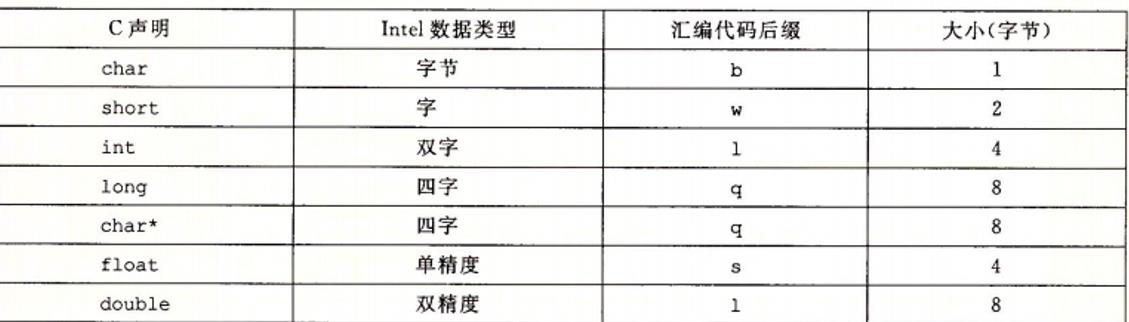 C声明 Intel 数据类型 汇编代码后缀 大小(字节)
char 字节 b 1
short 字 w 2
int 双字 l 4
long 四字 q 8
char* 四字 q 8
float 单精度 s 4
double 双精度 l 8